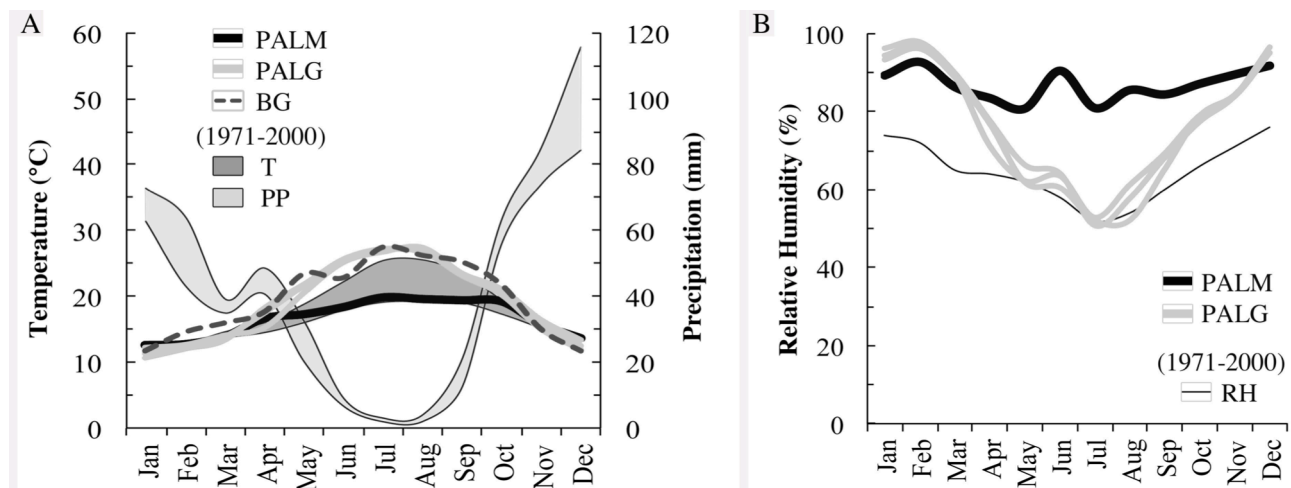 A
Temperature (°C)
60
50
40
30
20
10
0
PALM
PALG
BG
(1971-2000)
T
PP
120
100
80
60
40
20
0
Precipitation (mm)
Jan
Feb
Mar
Apr
May
Jun
Jul
Aug
Sep
Oct
Nov
Dec
B
Relative Humidity (%)
100
80
60
40
20
0
PALM
PALG
(1971-2000)
RH
Jan
Feb
Mar
Apr
May
Jun
Jul
Aug
Sep
Oct
Nov
Dec